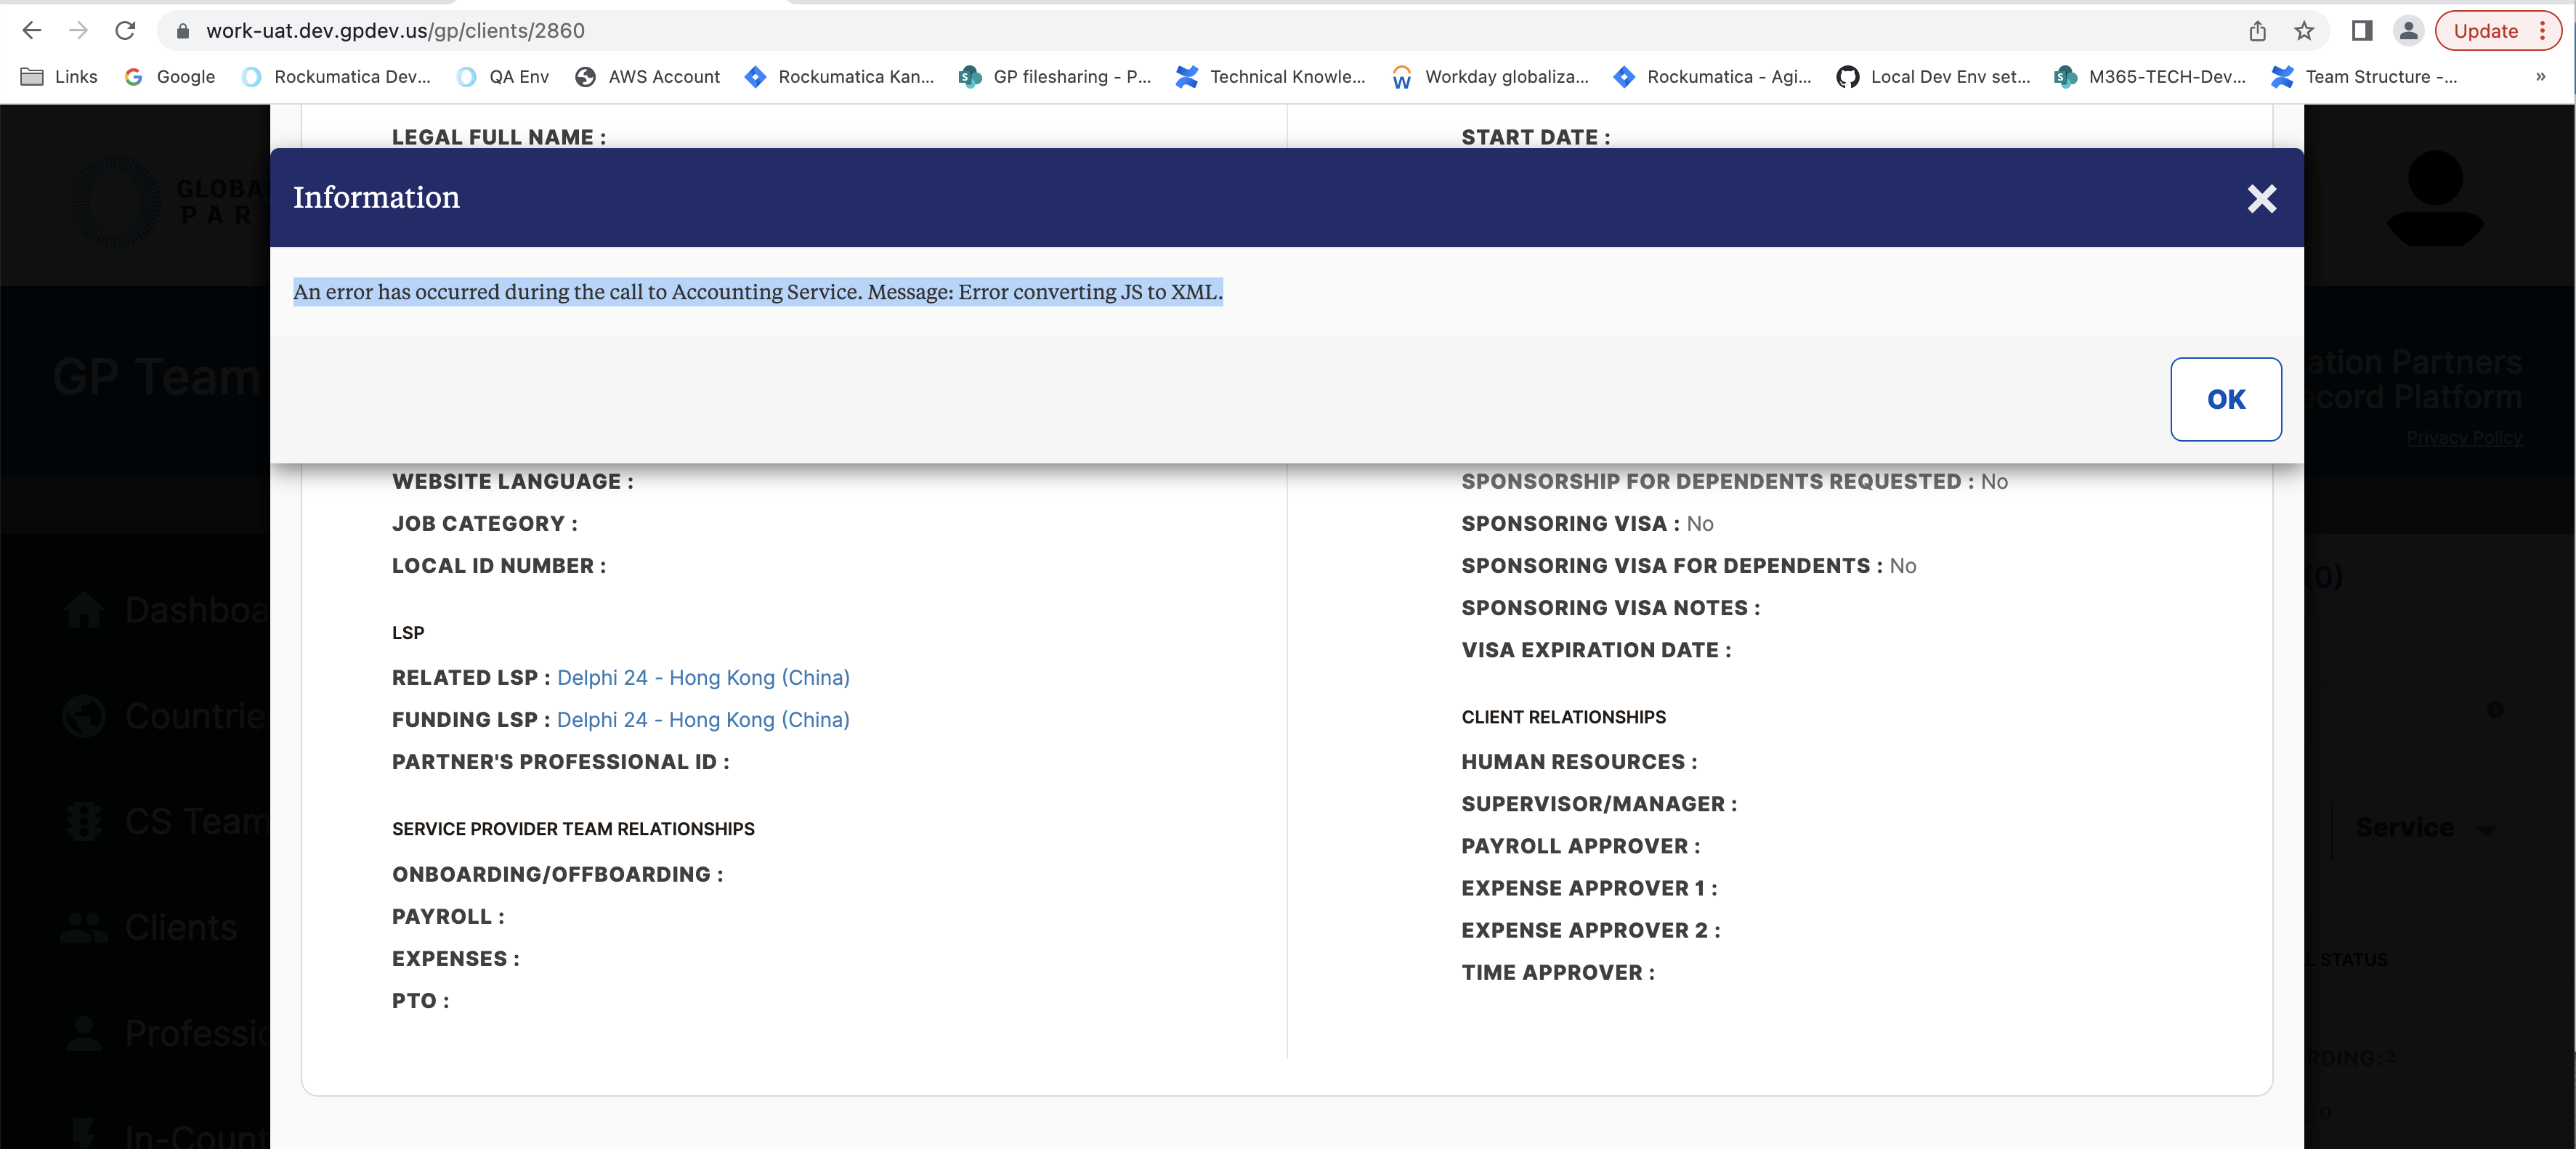 work-uat.dev.gpdev.us/gp/clients/2860
Update
Links
Google
Rockumatica Dev...
QA Env
AWS Account
Rockumatica Kan...
GP filesharing - P...
Technical Knowle...
Workday globaliza...
Rockumatica - Agi...
Local Dev Env set...
M365-TECH-Dev...
Team Structure -...
»
LEGAL FULL NAME :
START DATE :
GLOBA
PART
Information
An error has occurred during the call to Accounting Service. Message: Error converting JS to XML.
OK
GP Team
ation Partners
ecord Platform
Privacy Policy
WEBSITE LANGUAGE :
JOB CATEGORY :
LOCAL ID NUMBER :
LSP
RELATED LSP : Delphi 24 - Hong Kong (China)
FUNDING LSP : Delphi 24 - Hong Kong (China)
PARTNER'S PROFESSIONAL ID :
SERVICE PROVIDER TEAM RELATIONSHIPS
ONBOARDING/OFFBOARDING :
PAYROLL :
EXPENSES :
PTO :
SPONSORSHIP FOR DEPENDENTS REQUESTED : No
SPONSORING VISA : No
SPONSORING VISA FOR DEPENDENTS : No
SPONSORING VISA NOTES :
VISA EXPIRATION DATE :
CLIENT RELATIONSHIPS
HUMAN RESOURCES :
SUPERVISOR/MANAGER :
PAYROLL APPROVER :
EXPENSE APPROVER 1 :
EXPENSE APPROVER 2 :
TIME APPROVER :
Dashboa
Countrie
CS Team
Clients
Professio
In-Count
(0)
Service
STATUS
RDING: 2